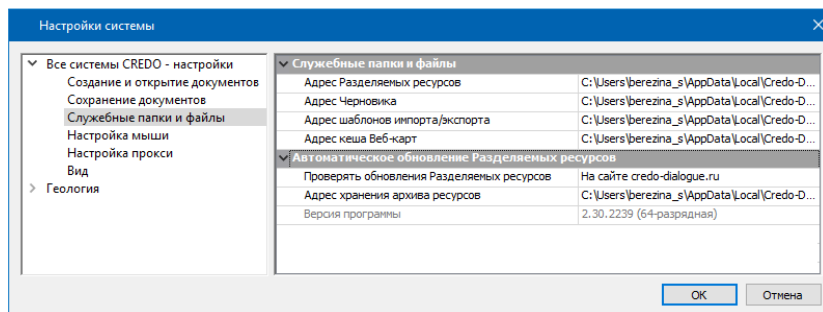 Настройки системы
Все системы CREDO - настройки
Создание и открытие документов
Сохранение документов
Служебные папки и файлы
Настройка мыши
Настройка прокси
Вид
Геология
Служебные папки и файлы
Адрес Разделяемых ресурсов C:\Users\berezina_s\AppData\Local\Credo-D...
Адрес Черновика C:\Users\berezina_s\AppData\Local\Credo-D...
Адрес шаблонов импорта/экспорта C:\Users\berezina_s\AppData\Local\Credo-D...
Адрес кеша Веб-карт C:\Users\berezina_s\AppData\Local\Credo-D...
Автоматическое обновление Разделяемых ресурсов
Проверять обновления Разделяемых ресурсов На сайте credo-dialogue.ru
Адрес хранения архива ресурсов C:\Users\berezina_s\AppData\Local\Credo-D...
Версия программы 2.30.2239 (64-разрядная)
ОК Отмена